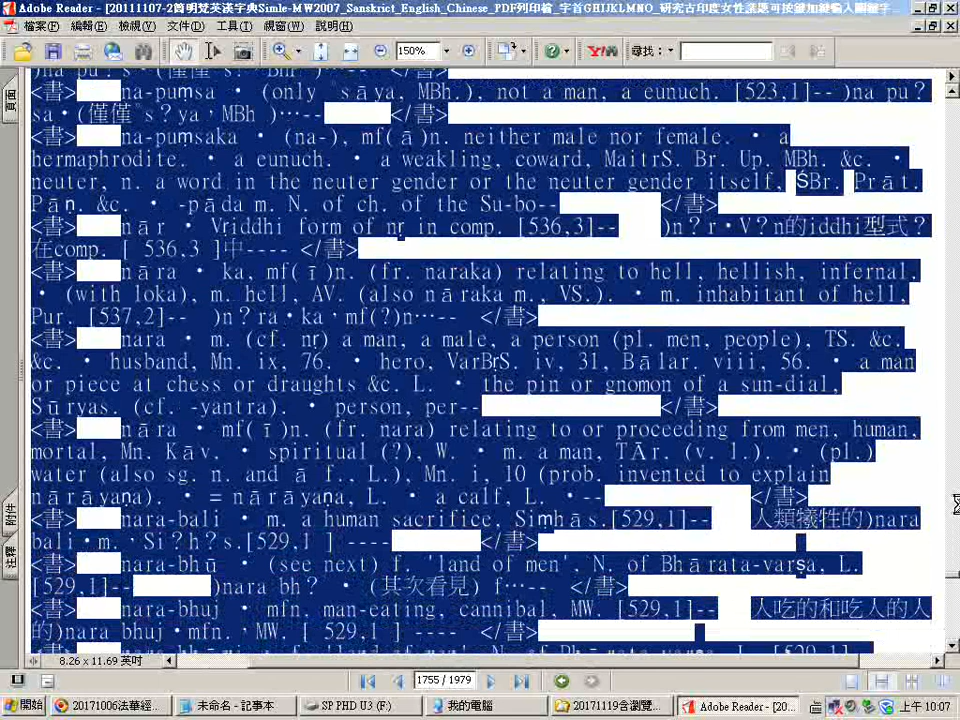 Adobe Reader - [20111107-2簡明梵英漢字典Simle-MW2007_Sanskrict_English_Chinese_PDF列印檔_字首GHIJKLMNO_研究古印度女性議題可按鍵加鍵輸入關鍵字
檔案(F) 編輯(E) 檢視(V) 文件(D) 工具(T) 視窗(W) 說明(H)
150% Y!M 尋找:
頁面
附件
注釋
<書> na-puṃsa • (only °sāya, MBh.), not a man, a eunuch. [523,1]-- )na pu?
sa•(僅僅°s?ya,MBh )…-- </書>
<書> na-puṃsaka • (na-), mf(ā)n. neither male nor female. • a
hermaphrodite. • a eunuch. • a weakling, coward, MaitrS. Br. Up. MBh. &c. •
neuter, n. a word in the neuter gender or the neuter gender itself, ŚBr. Prāt.
Pāṇ. &c. • -pāda m. N. of ch. of the Su-bo-- </書>
<書> nār • Vṛiddhi form of nṛ in comp. [536,3]-- )n?r•V?n的iddhi型式?
在comp. [ 536,3 ]中---- </書>
<書> nāra • ka, mf(ī)n. (fr. naraka) relating to hell, hellish, infernal,
• (with loka), m. hell, AV. (also nāraka m., VS.). • m. inhabitant of hell,
Pur. [537,2]-- )n?ra•ka,mf(?)n…-- </書>
<書> nara • m. (cf. nṛ) a man, a male, a person (pl. men, people), TS. &c.
&c. • husband, Mn. ix, 76. • hero, VarBṛS. iv, 31, Bālar. viii, 56. • a man
or piece at chess or draughts &c. L. • the pin or gnomon of a sun-dial,
Sūryas. (cf. -yantra). • person, per-- </書>
<書> nāra • mf(ī)n. (fr. nara) relating to or proceeding from men, human,
mortal, Mn. Kāv. • spiritual (?), W. • m. a man, TĀr. (v. l.). • (pl.)
water (also sg. n. and ā f., L.), Mn. i, 10 (prob. invented to explain
nārāyaṇa). • = nārāyaṇa, L. • a calf, L. •-- </書>
<書> nara-bali • m. a human sacrifice, Siṃhās.[529,1]-- 人類犧牲的)nara
bali•m.,Si?h?s.[529,1 ] ---- </書>
<書> nara-bhū • (see next) f. 'land of men', N. of Bhārata-varṣa, L.
[529,1]-- )nara bh? • (其次看見) f…-- </書>
<書> nara-bhuj • mfn. man-eating, cannibal, MW. [529,1]-- 人吃的和吃人的人
的)nara bhuj•mfn.,MW. [ 529,1 ] ---- </書>
8.26 x 11.69 英吋
1755 / 1979
開始 20171006法華經... 未命名 - 記事本 SP PHD U3 (F:) 我的電腦 20171119含瀏覽... Adobe Reader - [20... 上午 10:07